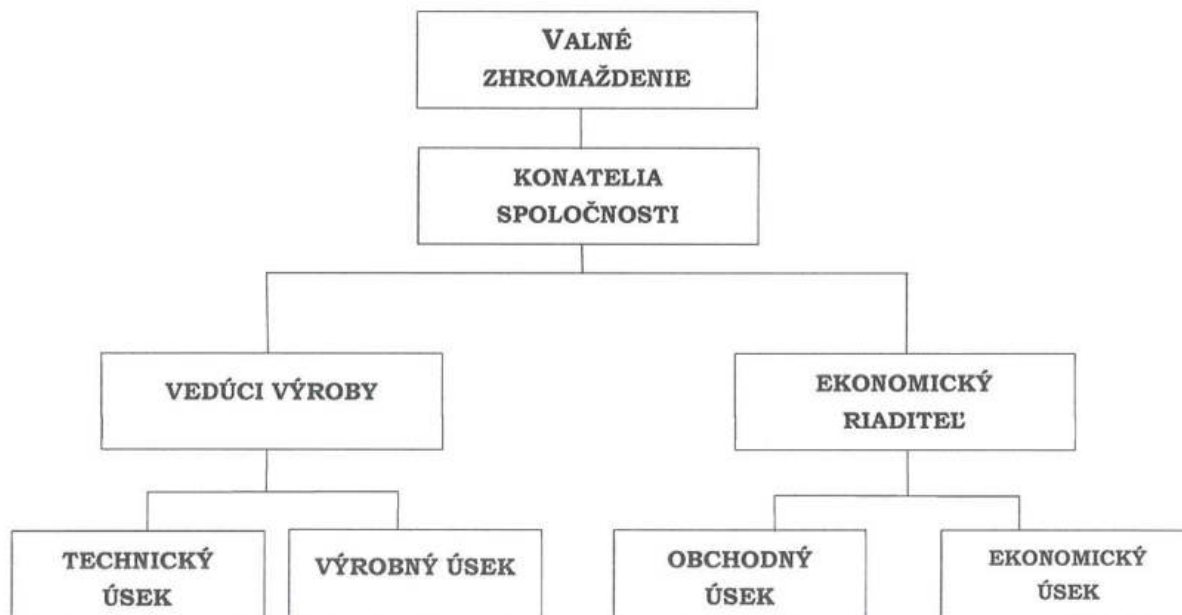 VALNÉ
ZHROMAŽDENIE
KONATELIA
SPOLOČNOSTI
VEDÚCI VÝROBY
EKONOMICKÝ
RIADITEĽ
TECHNICKÝ
ÚSEK
VÝROBNÝ ÚSEK
OBCHODNÝ
ÚSEK
EKONOMICKÝ
ÚSEK